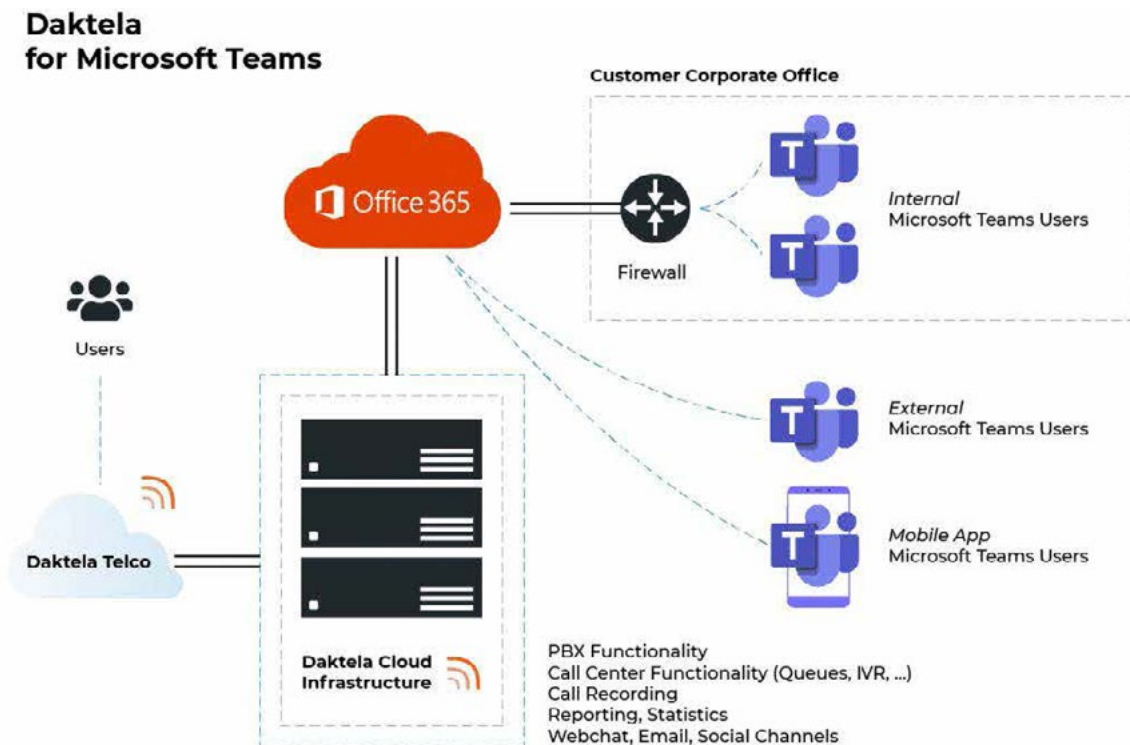 Daktela
for Microsoft Teams
Customer Corporate Office
Office 365
T
T
Internal
Microsoft Teams Users
Firewall
Users
T
External
Microsoft Teams Users
T
Mobile App
Microsoft Teams Users
Daktela Telco
Daktela Cloud
Infrastructure
PBX Functionality
Call Center Functionality (Queues, IVR, ...)
Call Recording
Reporting, Statistics
Webchat, Email, Social Channels